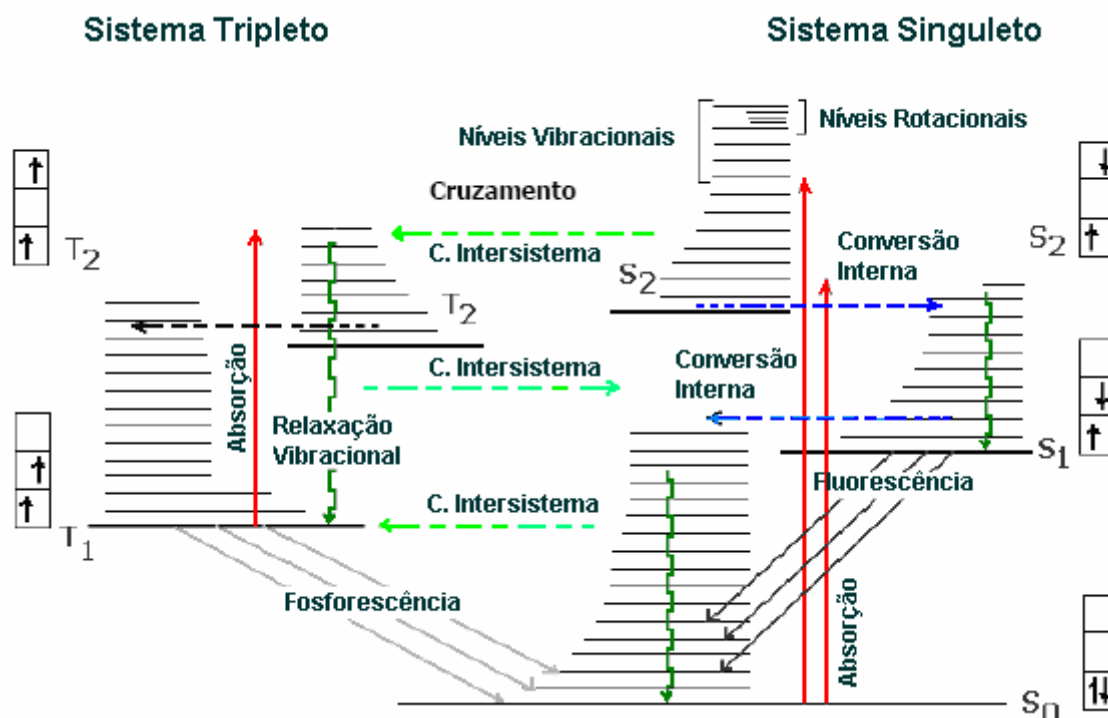 Sistema Tripleto
Sistema Singuleto
Níveis Vibracionais
Níveis Rotacionais
Cruzamento
C. Intersistema
T2
S2
T2
S2
Conversão
Interna
C. Intersistema
Conversão
Interna
Absorção
Relaxação
Vibracional
S1
Fluorescência
C. Intersistema
T1
Fosforescência
Absorção
S0